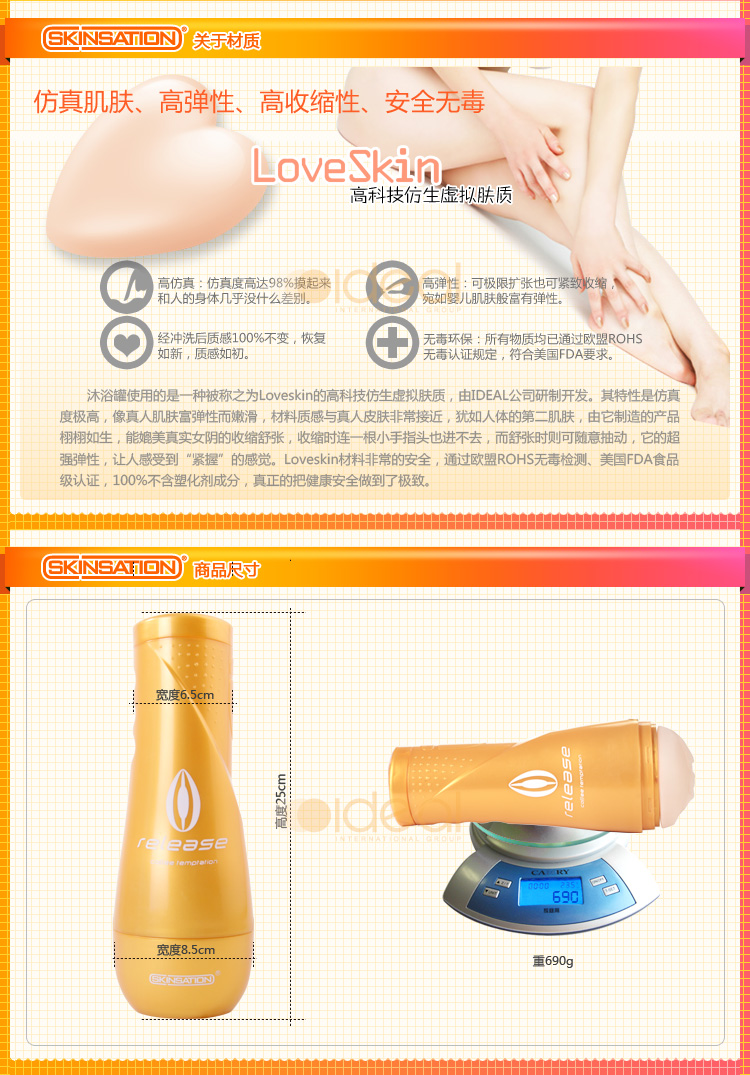 SKINSATION® 关于材质
仿真肌肤、高弹性、高收缩性、安全无毒
LoveSkin
高科技仿生虚拟肤质
高仿真：仿真度高达98%摸起来
和人的身体几乎没什么差别。
高弹性：可极限扩张也可紧致收缩，
宛如婴儿肌肤般富有弹性。
ideal
INTERNATIONAL GROUP
经冲洗后质感100%不变，恢复
如新，质感如初。
无毒环保：所有物质均已通过欧盟ROHS
无毒认证规定，符合美国FDA要求。
沐浴罐使用的是一种被称之为Loveskin的高科技仿生虚拟肤质，由IDEAL公司研制开发。其特性是仿真
度极高，像真人肌肤富弹性而嫩滑，材料质感与真人皮肤非常接近，犹如人体的第二肌肤，由它制造的产品
栩栩如生，能媲美真实女阴的收缩舒张，收缩时连一根小手指头也进不去，而舒张时则可随意抽动，它的超
强弹性，让人感受到“紧握”的感觉。Loveskin材料非常的安全，通过欧盟ROHS无毒检测、美国FDA食品
级认证，100%不含塑化剂成分，真正的把健康安全做到了极致。
SKINSATION® 商品尺寸
宽度6.5cm
高度25cm
release
宽度8.5cm
SKINSATION®
ideal
INTERNATIONAL GROUP
release
CAMRY
690
重690g